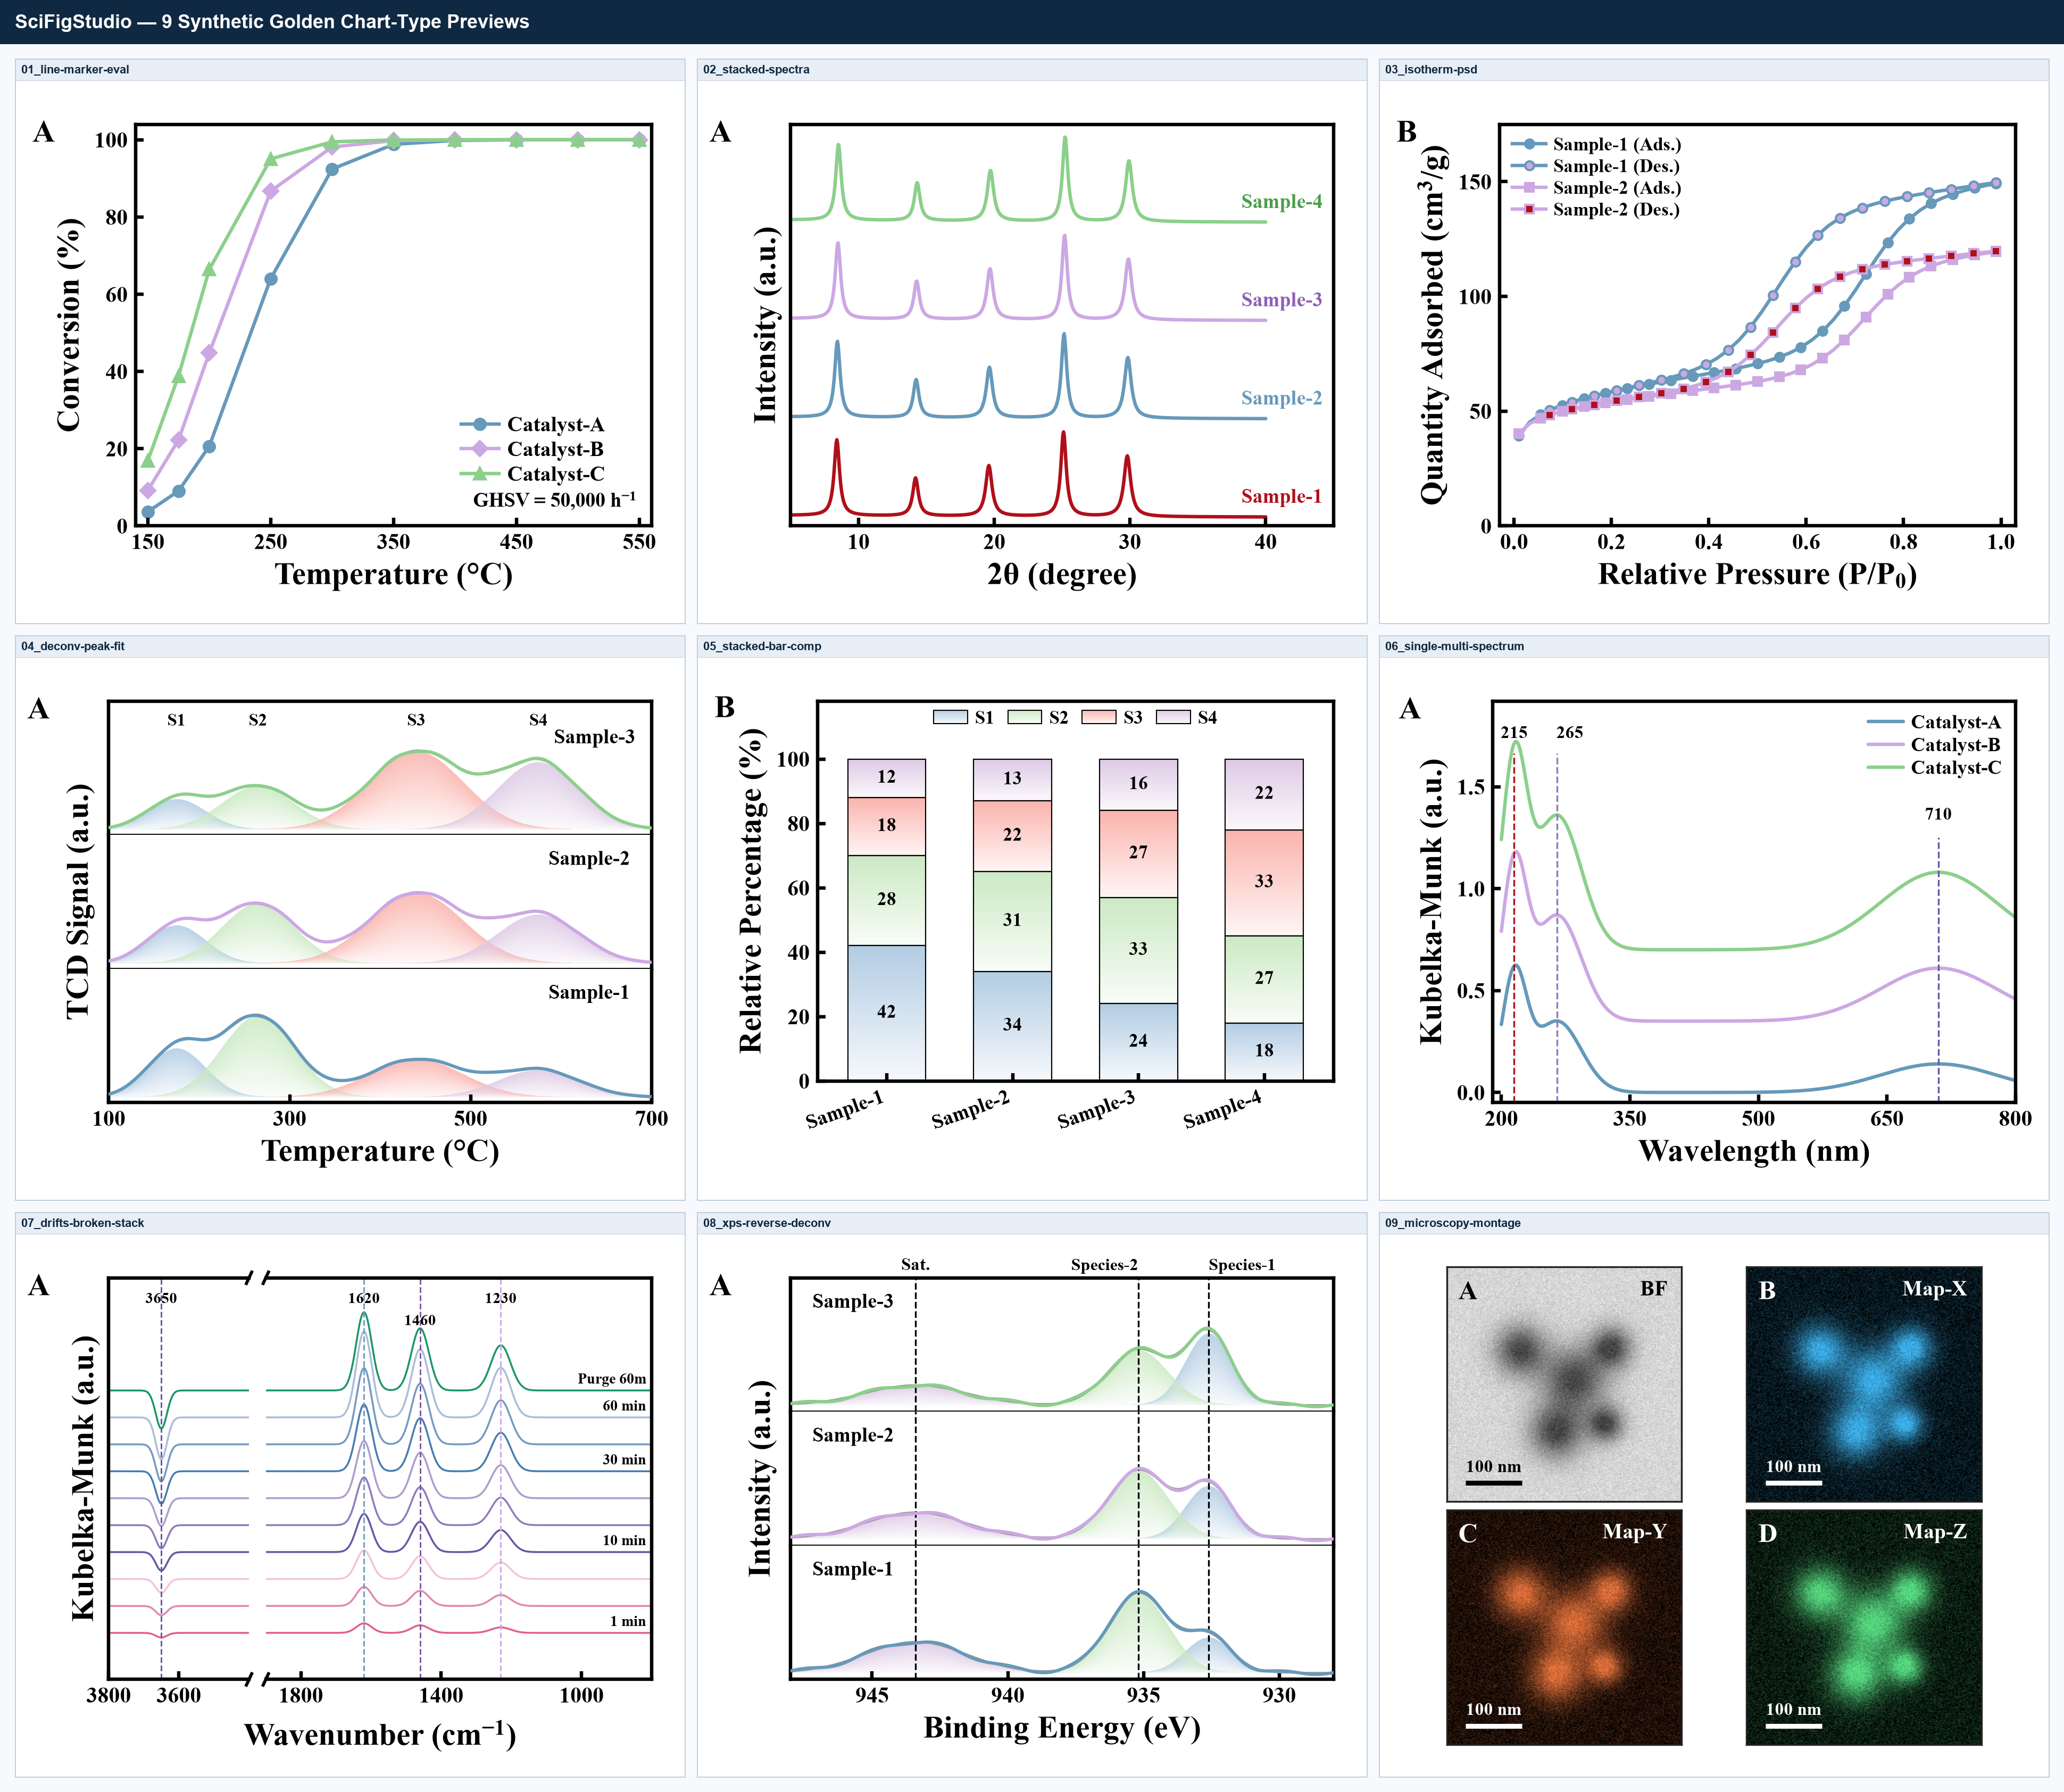 SciFigStudio — 9 Synthetic Golden Chart-Type Previews
01_line-marker-eval
A
Conversion (%)
100
80
60
40
20
0
Catalyst-A
Catalyst-B
Catalyst-C
GHSV = 50,000 h⁻¹
150 250 350 450 550
Temperature (°C)
02_stacked-spectra
A
Intensity (a.u.)
Sample-4
Sample-3
Sample-2
Sample-1
10 20 30 40
2θ (degree)
03_isotherm-psd
B
Quantity Adsorbed (cm³/g)
Sample-1 (Ads.)
Sample-1 (Des.)
Sample-2 (Ads.)
Sample-2 (Des.)
150
100
50
0
0.0 0.2 0.4 0.6 0.8 1.0
Relative Pressure (P/P₀)
04_deconv-peak-fit
A
TCD Signal (a.u.)
S1 S2 S3 S4
Sample-3
Sample-2
Sample-1
100 300 500 700
Temperature (°C)
05_stacked-bar-comp
B
Relative Percentage (%)
S1 S2 S3 S4
100
80
60
40
20
0
12 13 16 22
18 22 27 33
28 31 33 27
42 34 24 18
Sample-1 Sample-2 Sample-3 Sample-4
06_single-multi-spectrum
A
Kubelka-Munk (a.u.)
Catalyst-A
Catalyst-B
Catalyst-C
215 265
710
1.5
1.0
0.5
0.0
200 350 500 650 800
Wavelength (nm)
07_drifts-broken-stack
A
Kubelka-Munk (a.u.)
3650 1620 1230
1460
Purge 60m
60 min
30 min
10 min
1 min
3800 3600 1800 1400 1000
Wavenumber (cm⁻¹)
08_xps-reverse-deconv
A
Intensity (a.u.)
Sat. Species-2 Species-1
Sample-3
Sample-2
Sample-1
945 940 935 930
Binding Energy (eV)
09_microscopy-montage
A BF
100 nm
B Map-X
100 nm
C Map-Y
100 nm
D Map-Z
100 nm